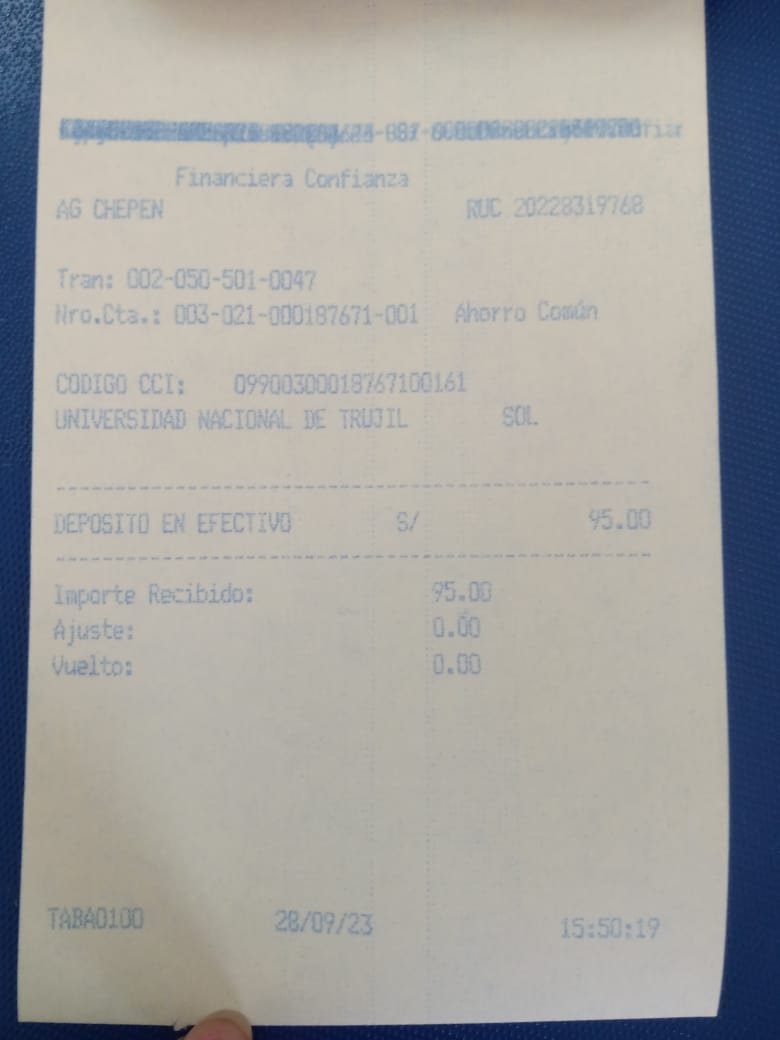 Financiera Confianza
AG CHEPEN RUC 20228319768
Tran: 002-050-501-0047
Nro.Cta.: 003-021-000187671-001 Ahorro Común
CODIGO CCI: 09900300018767100161
UNIVERSIDAD NACIONAL DE TRUJIL SOL
DEPOSITO EN EFECTIVO S/ 95.00
Importe Recibido: 95.00
Ajuste: 0.00
Vuelto: 0.00
TABA0100 28/09/23 15:50:19